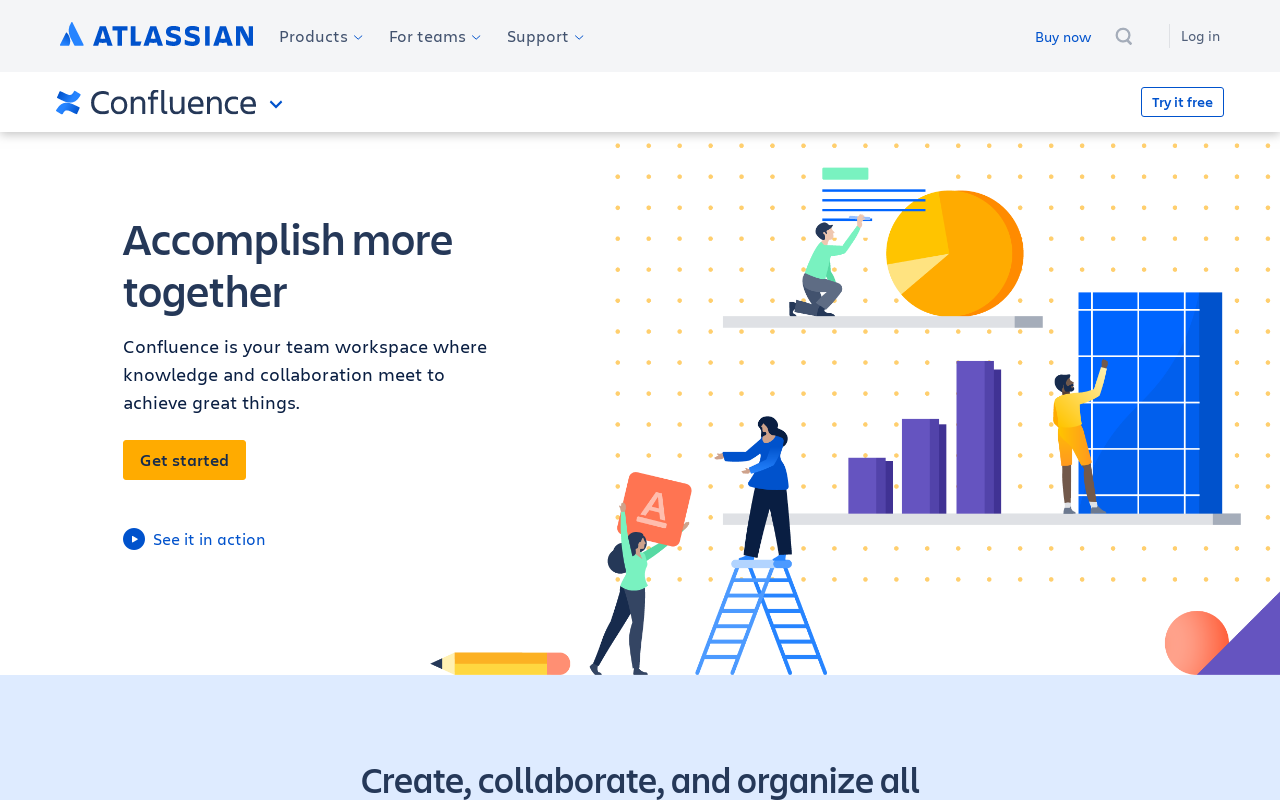 ATLASSIAN
Products
For teams
Support
Buy now
Log in
Confluence
Try it free
Accomplish more
together
Confluence is your team workspace where
knowledge and collaboration meet to
achieve great things.
Get started
See it in action
A
Create, collaborate, and organize all